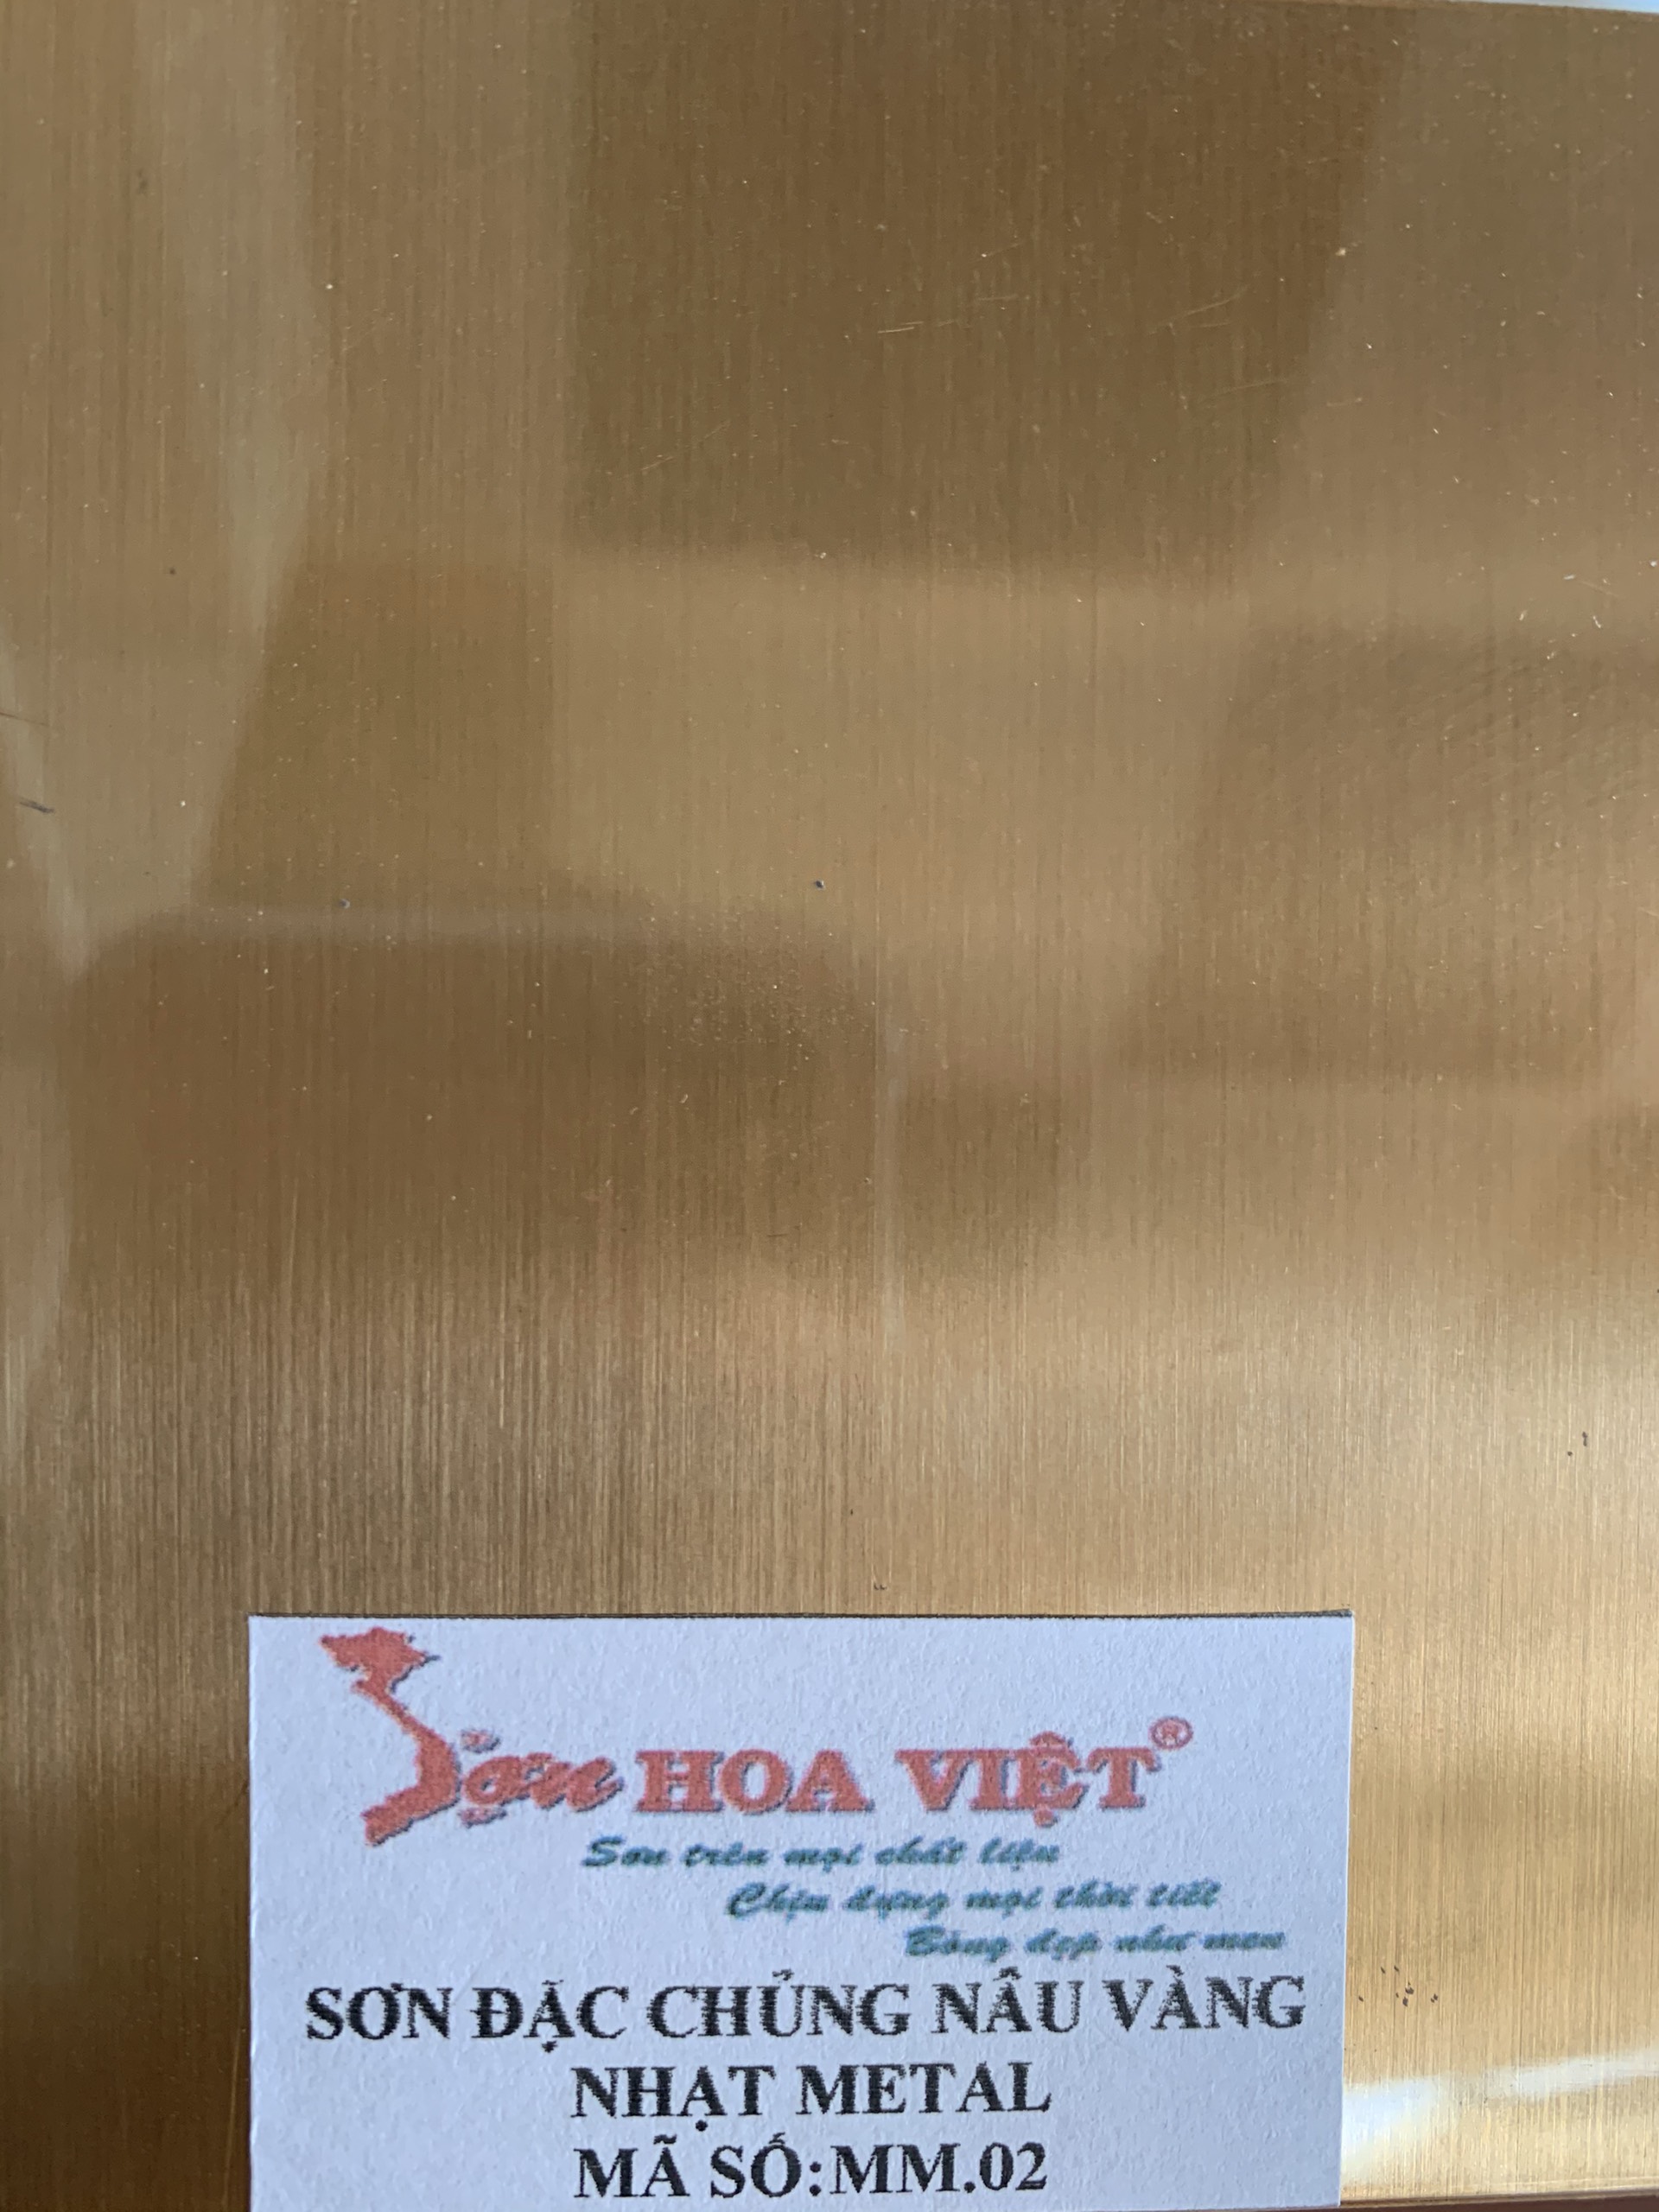 Sơn HOA VIỆT®
Sơn trên mọi chất liệu
Chịu đựng mọi thời tiết
Bóng đẹp như men
SƠN ĐẶC CHỦNG NÂU VÀNG
NHẠT METAL
MÃ SỐ:MM.02